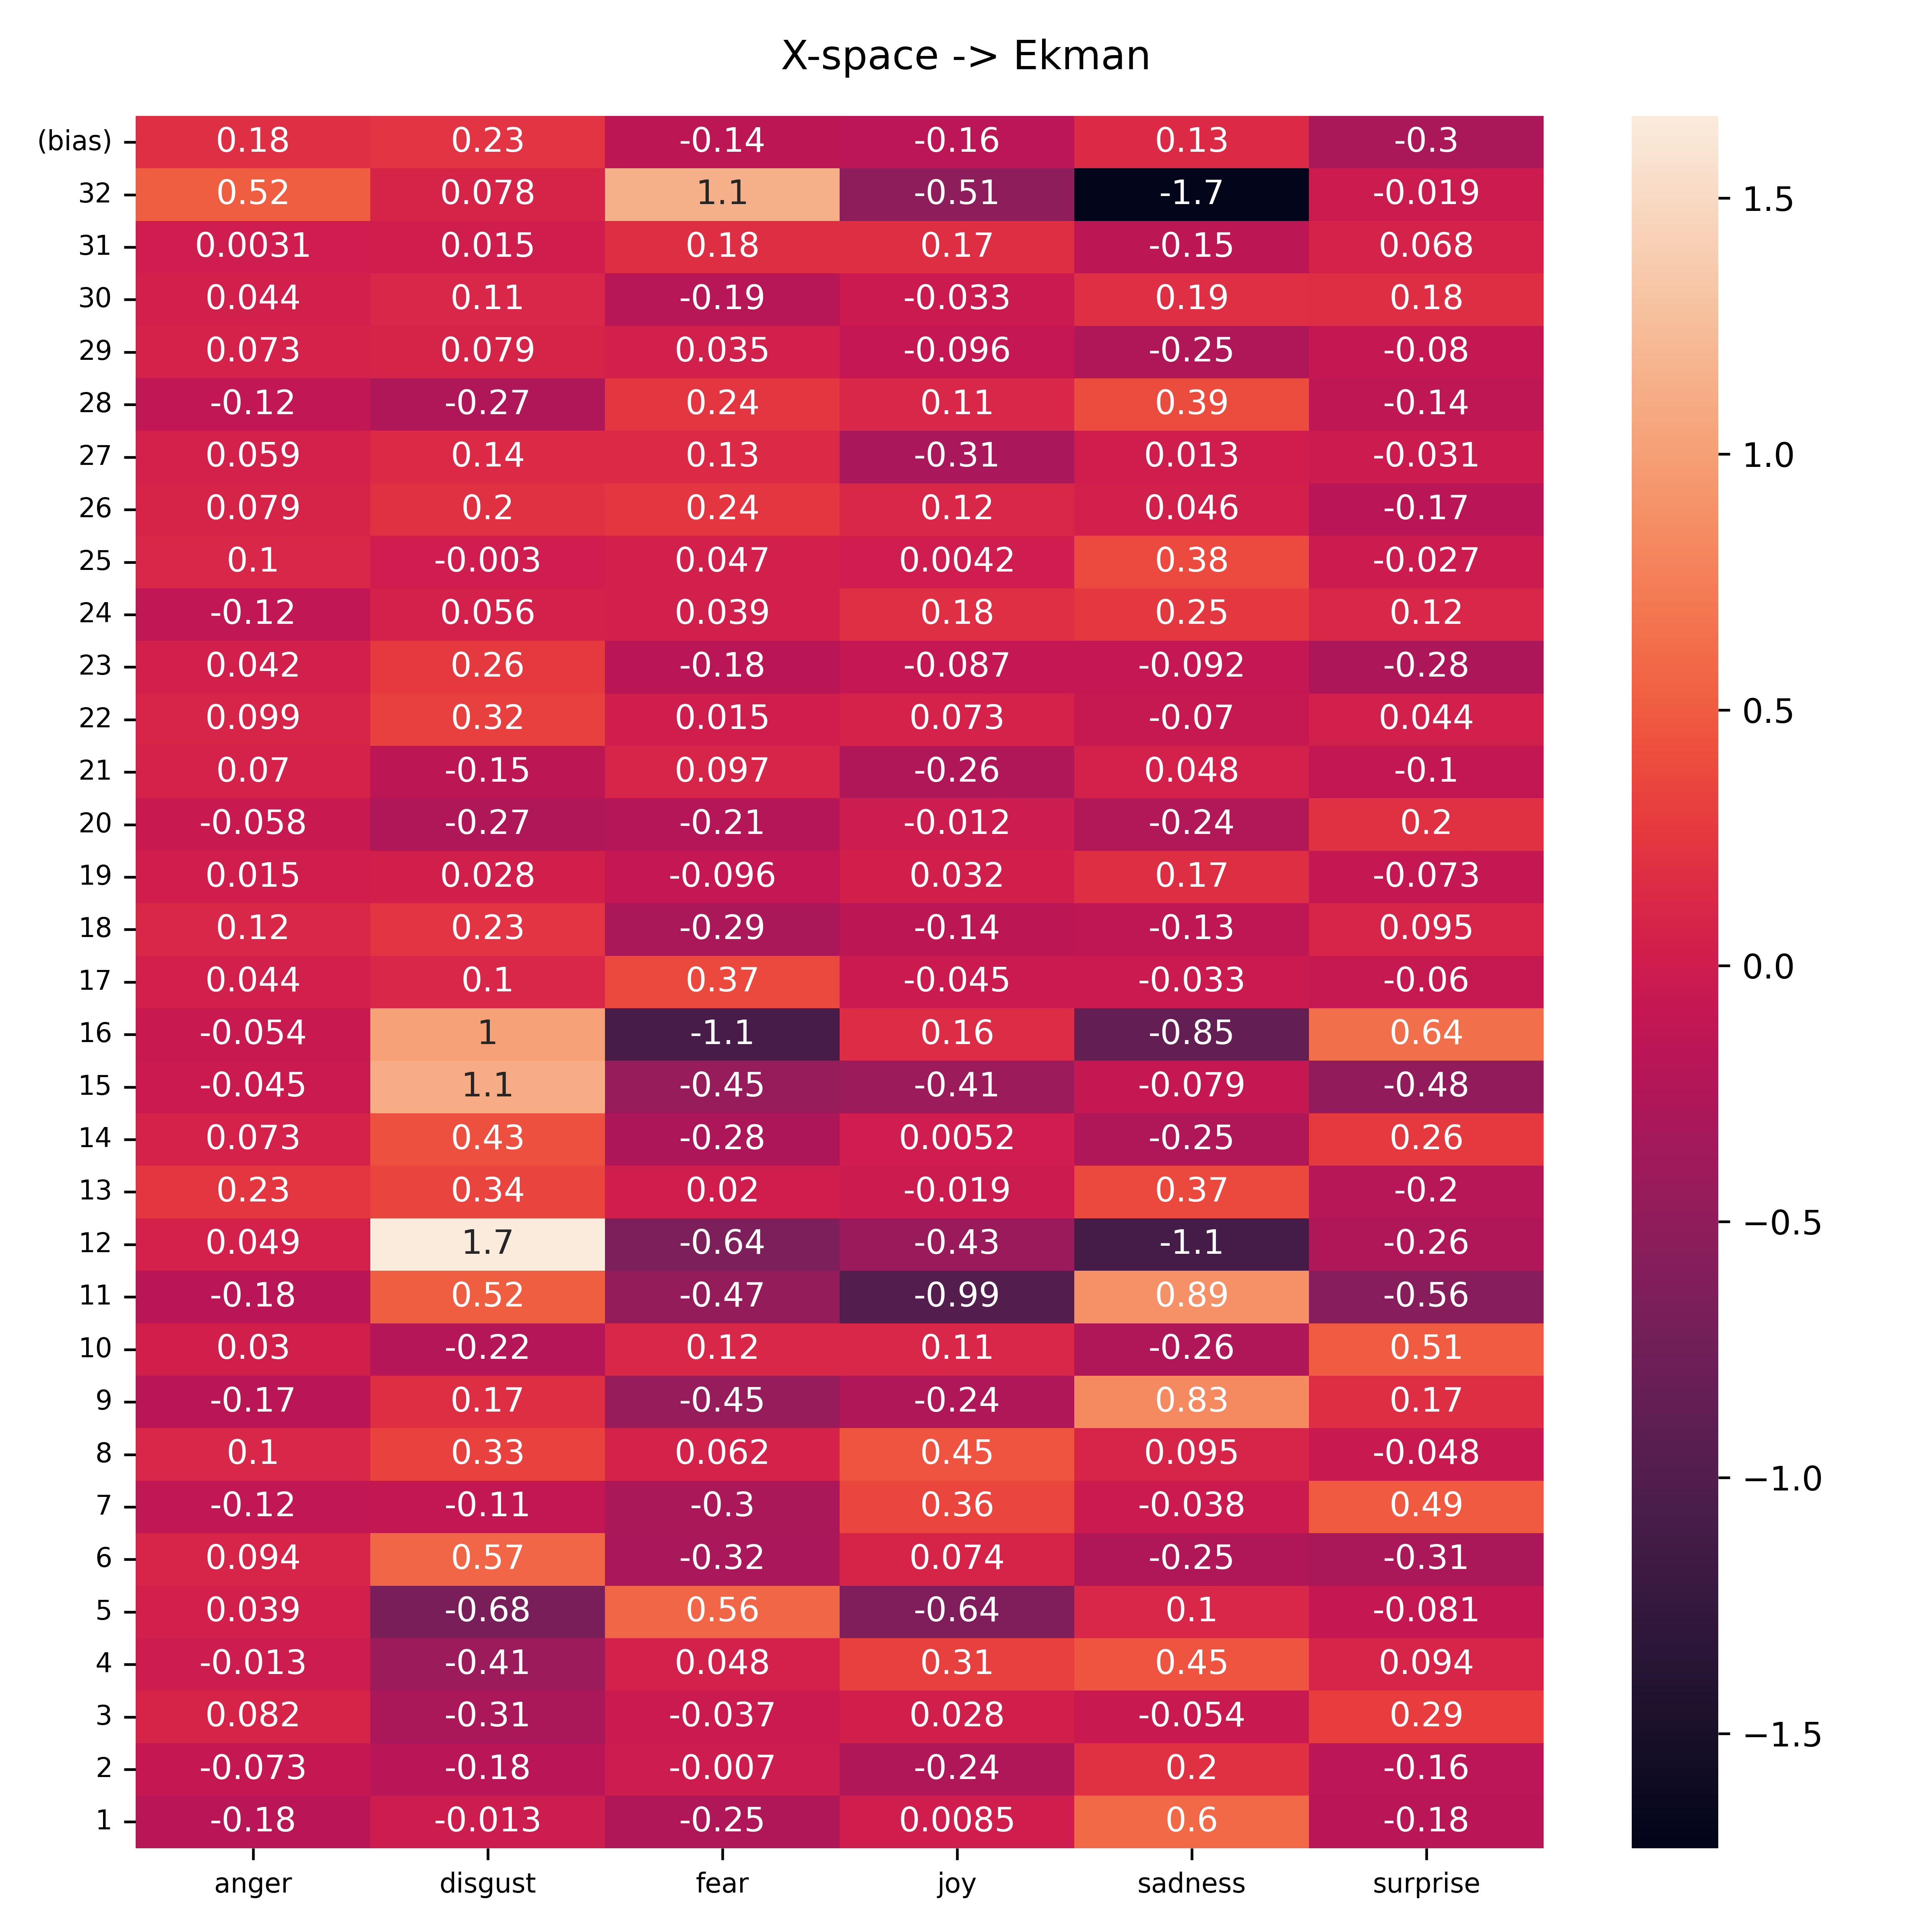 X-space -> Ekman
(bias) 0.18 0.23 -0.14 -0.16 0.13 -0.3
32 0.52 0.078 1.1 -0.51 -1.7 -0.019
31 0.0031 0.015 0.18 0.17 -0.15 0.068
30 0.044 0.11 -0.19 -0.033 0.19 0.18
29 0.073 0.079 0.035 -0.096 -0.25 -0.08
28 -0.12 -0.27 0.24 0.11 0.39 -0.14
27 0.059 0.14 0.13 -0.31 0.013 -0.031
26 0.079 0.2 0.24 0.12 0.046 -0.17
25 0.1 -0.003 0.047 0.0042 0.38 -0.027
24 -0.12 0.056 0.039 0.18 0.25 0.12
23 0.042 0.26 -0.18 -0.087 -0.092 -0.28
22 0.099 0.32 0.015 0.073 -0.07 0.044
21 0.07 -0.15 0.097 -0.26 0.048 -0.1
20 -0.058 -0.27 -0.21 -0.012 -0.24 0.2
19 0.015 0.028 -0.096 0.032 0.17 -0.073
18 0.12 0.23 -0.29 -0.14 -0.13 0.095
17 0.044 0.1 0.37 -0.045 -0.033 -0.06
16 -0.054 1 -1.1 0.16 -0.85 0.64
15 -0.045 1.1 -0.45 -0.41 -0.079 -0.48
14 0.073 0.43 -0.28 0.0052 -0.25 0.26
13 0.23 0.34 0.02 -0.019 0.37 -0.2
12 0.049 1.7 -0.64 -0.43 -1.1 -0.26
11 -0.18 0.52 -0.47 -0.99 0.89 -0.56
10 0.03 -0.22 0.12 0.11 -0.26 0.51
9 -0.17 0.17 -0.45 -0.24 0.83 0.17
8 0.1 0.33 0.062 0.45 0.095 -0.048
7 -0.12 -0.11 -0.3 0.36 -0.038 0.49
6 0.094 0.57 -0.32 0.074 -0.25 -0.31
5 0.039 -0.68 0.56 -0.64 0.1 -0.081
4 -0.013 -0.41 0.048 0.31 0.45 0.094
3 0.082 -0.31 -0.037 0.028 -0.054 0.29
2 -0.073 -0.18 -0.007 -0.24 0.2 -0.16
1 -0.18 -0.013 -0.25 0.0085 0.6 -0.18
anger disgust fear joy sadness surprise
1.5
1.0
0.5
0.0
−0.5
−1.0
−1.5